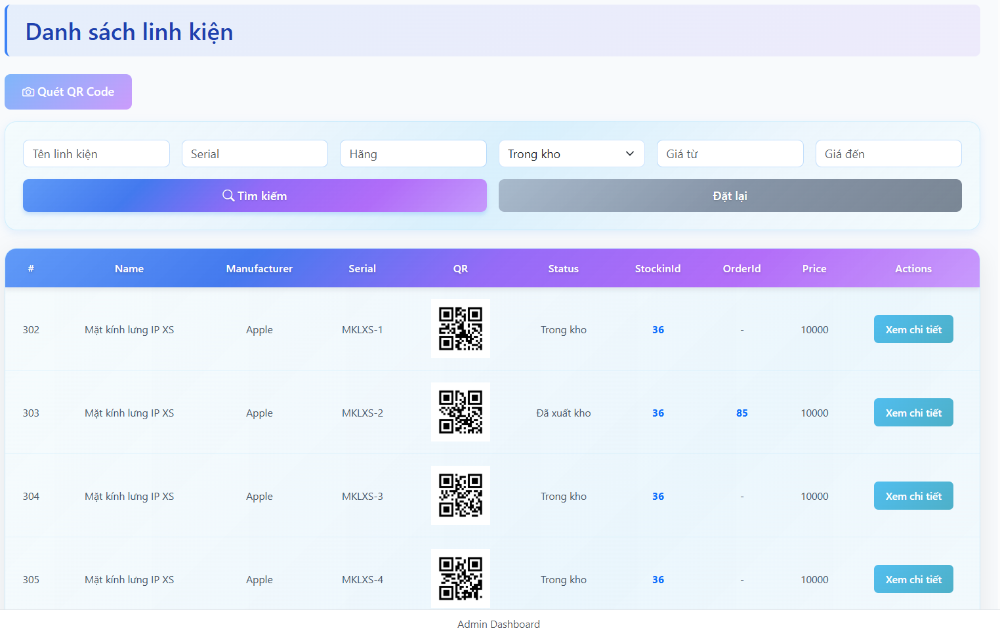 Danh sách linh kiện
Quét QR Code
Tên linh kiện Serial Hãng Trong kho Giá từ Giá đến
Tìm kiếm Đặt lại
# Name Manufacturer Serial QR Status StockinId OrderId Price Actions
302 Mặt kính lưng IP XS Apple MKLXS-1 Trong kho 36 - 10000 Xem chi tiết
303 Mặt kính lưng IP XS Apple MKLXS-2 Đã xuất kho 36 85 10000 Xem chi tiết
304 Mặt kính lưng IP XS Apple MKLXS-3 Trong kho 36 - 10000 Xem chi tiết
305 Mặt kính lưng IP XS Apple MKLXS-4 Trong kho 36 - 10000 Xem chi tiết
Admin Dashboard